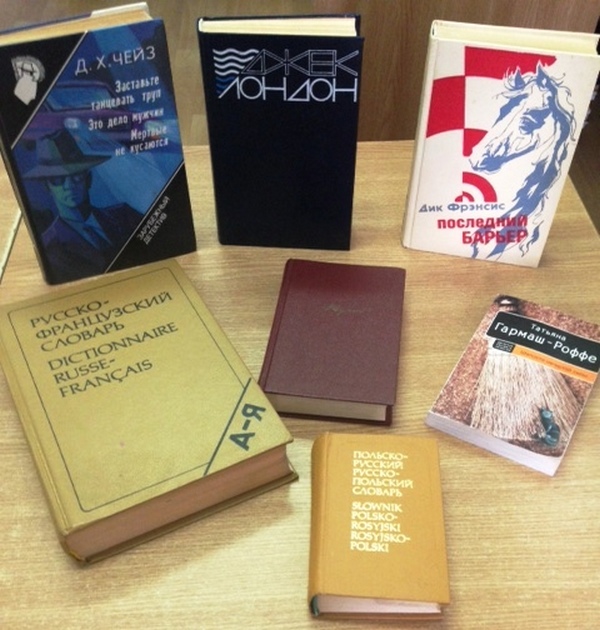 Д. Х. ЧЕЙЗ
Заставьте
танцевать труп
Это дело мужчин
Мертвые
не кусаются
ЗАРУБЕЖНЫЙ
ДЕТЕКТИВ
ДЖЕК
ЛОНДОН
Дик Фрэнсис
последний
БАРЬЕР
РУССКО-
ФРАНЦУЗСКИЙ
СЛОВАРЬ
DICTIONNAIRE
RUSSE-
FRANÇAIS
А-Я
Татьяна
Гармаш-Роффе
ПОЛЬСКО-
РУССКИЙ
РУССКО-
ПОЛЬСКИЙ
СЛОВАРЬ
SŁOWNIK
POLSKO-
ROSYJSKI
ROSYJSKO-
POLSKI